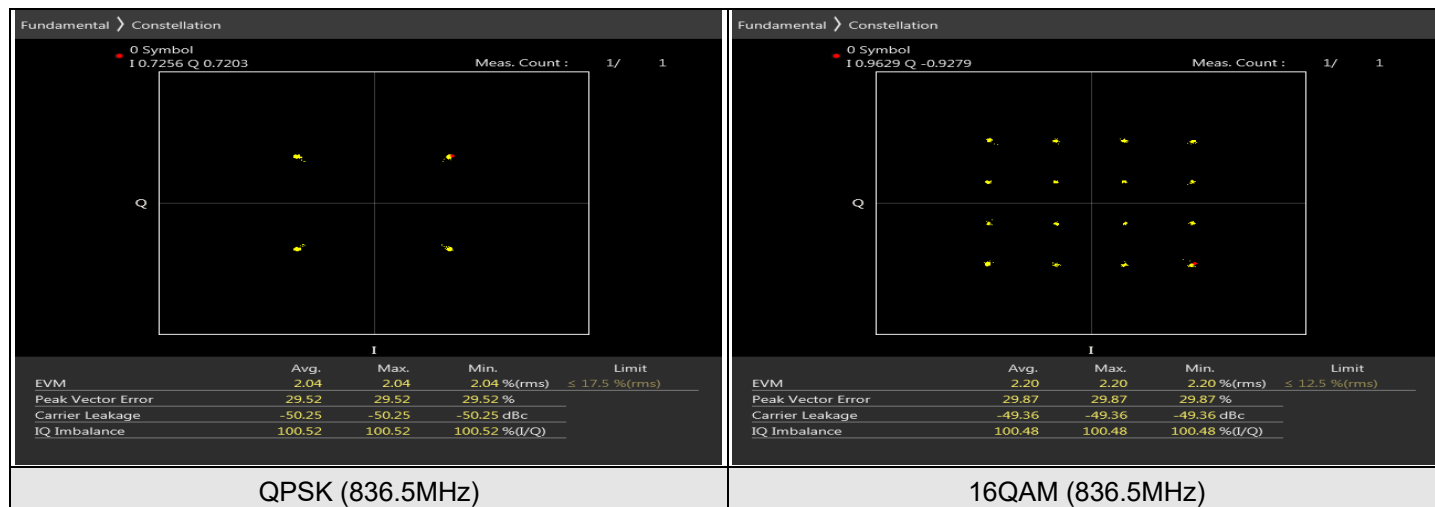 Fundamental ❯ Constellation
0 Symbol
I 0.7256 Q 0.7203 Meas. Count : 1/ 1
Q
I
Avg. Max. Min. Limit
EVM 2.04 2.04 2.04 %(rms) ≤ 17.5 %(rms)
Peak Vector Error 29.52 29.52 29.52 %
Carrier Leakage -50.25 -50.25 -50.25 dBc
IQ Imbalance 100.52 100.52 100.52 %(I/Q)
QPSK (836.5MHz)
Fundamental ❯ Constellation
0 Symbol
I 0.9629 Q -0.9279 Meas. Count : 1/ 1
Q
I
Avg. Max. Min. Limit
EVM 2.20 2.20 2.20 %(rms) ≤ 12.5 %(rms)
Peak Vector Error 29.87 29.87 29.87 %
Carrier Leakage -49.36 -49.36 -49.36 dBc
IQ Imbalance 100.48 100.48 100.48 %(I/Q)
16QAM (836.5MHz)